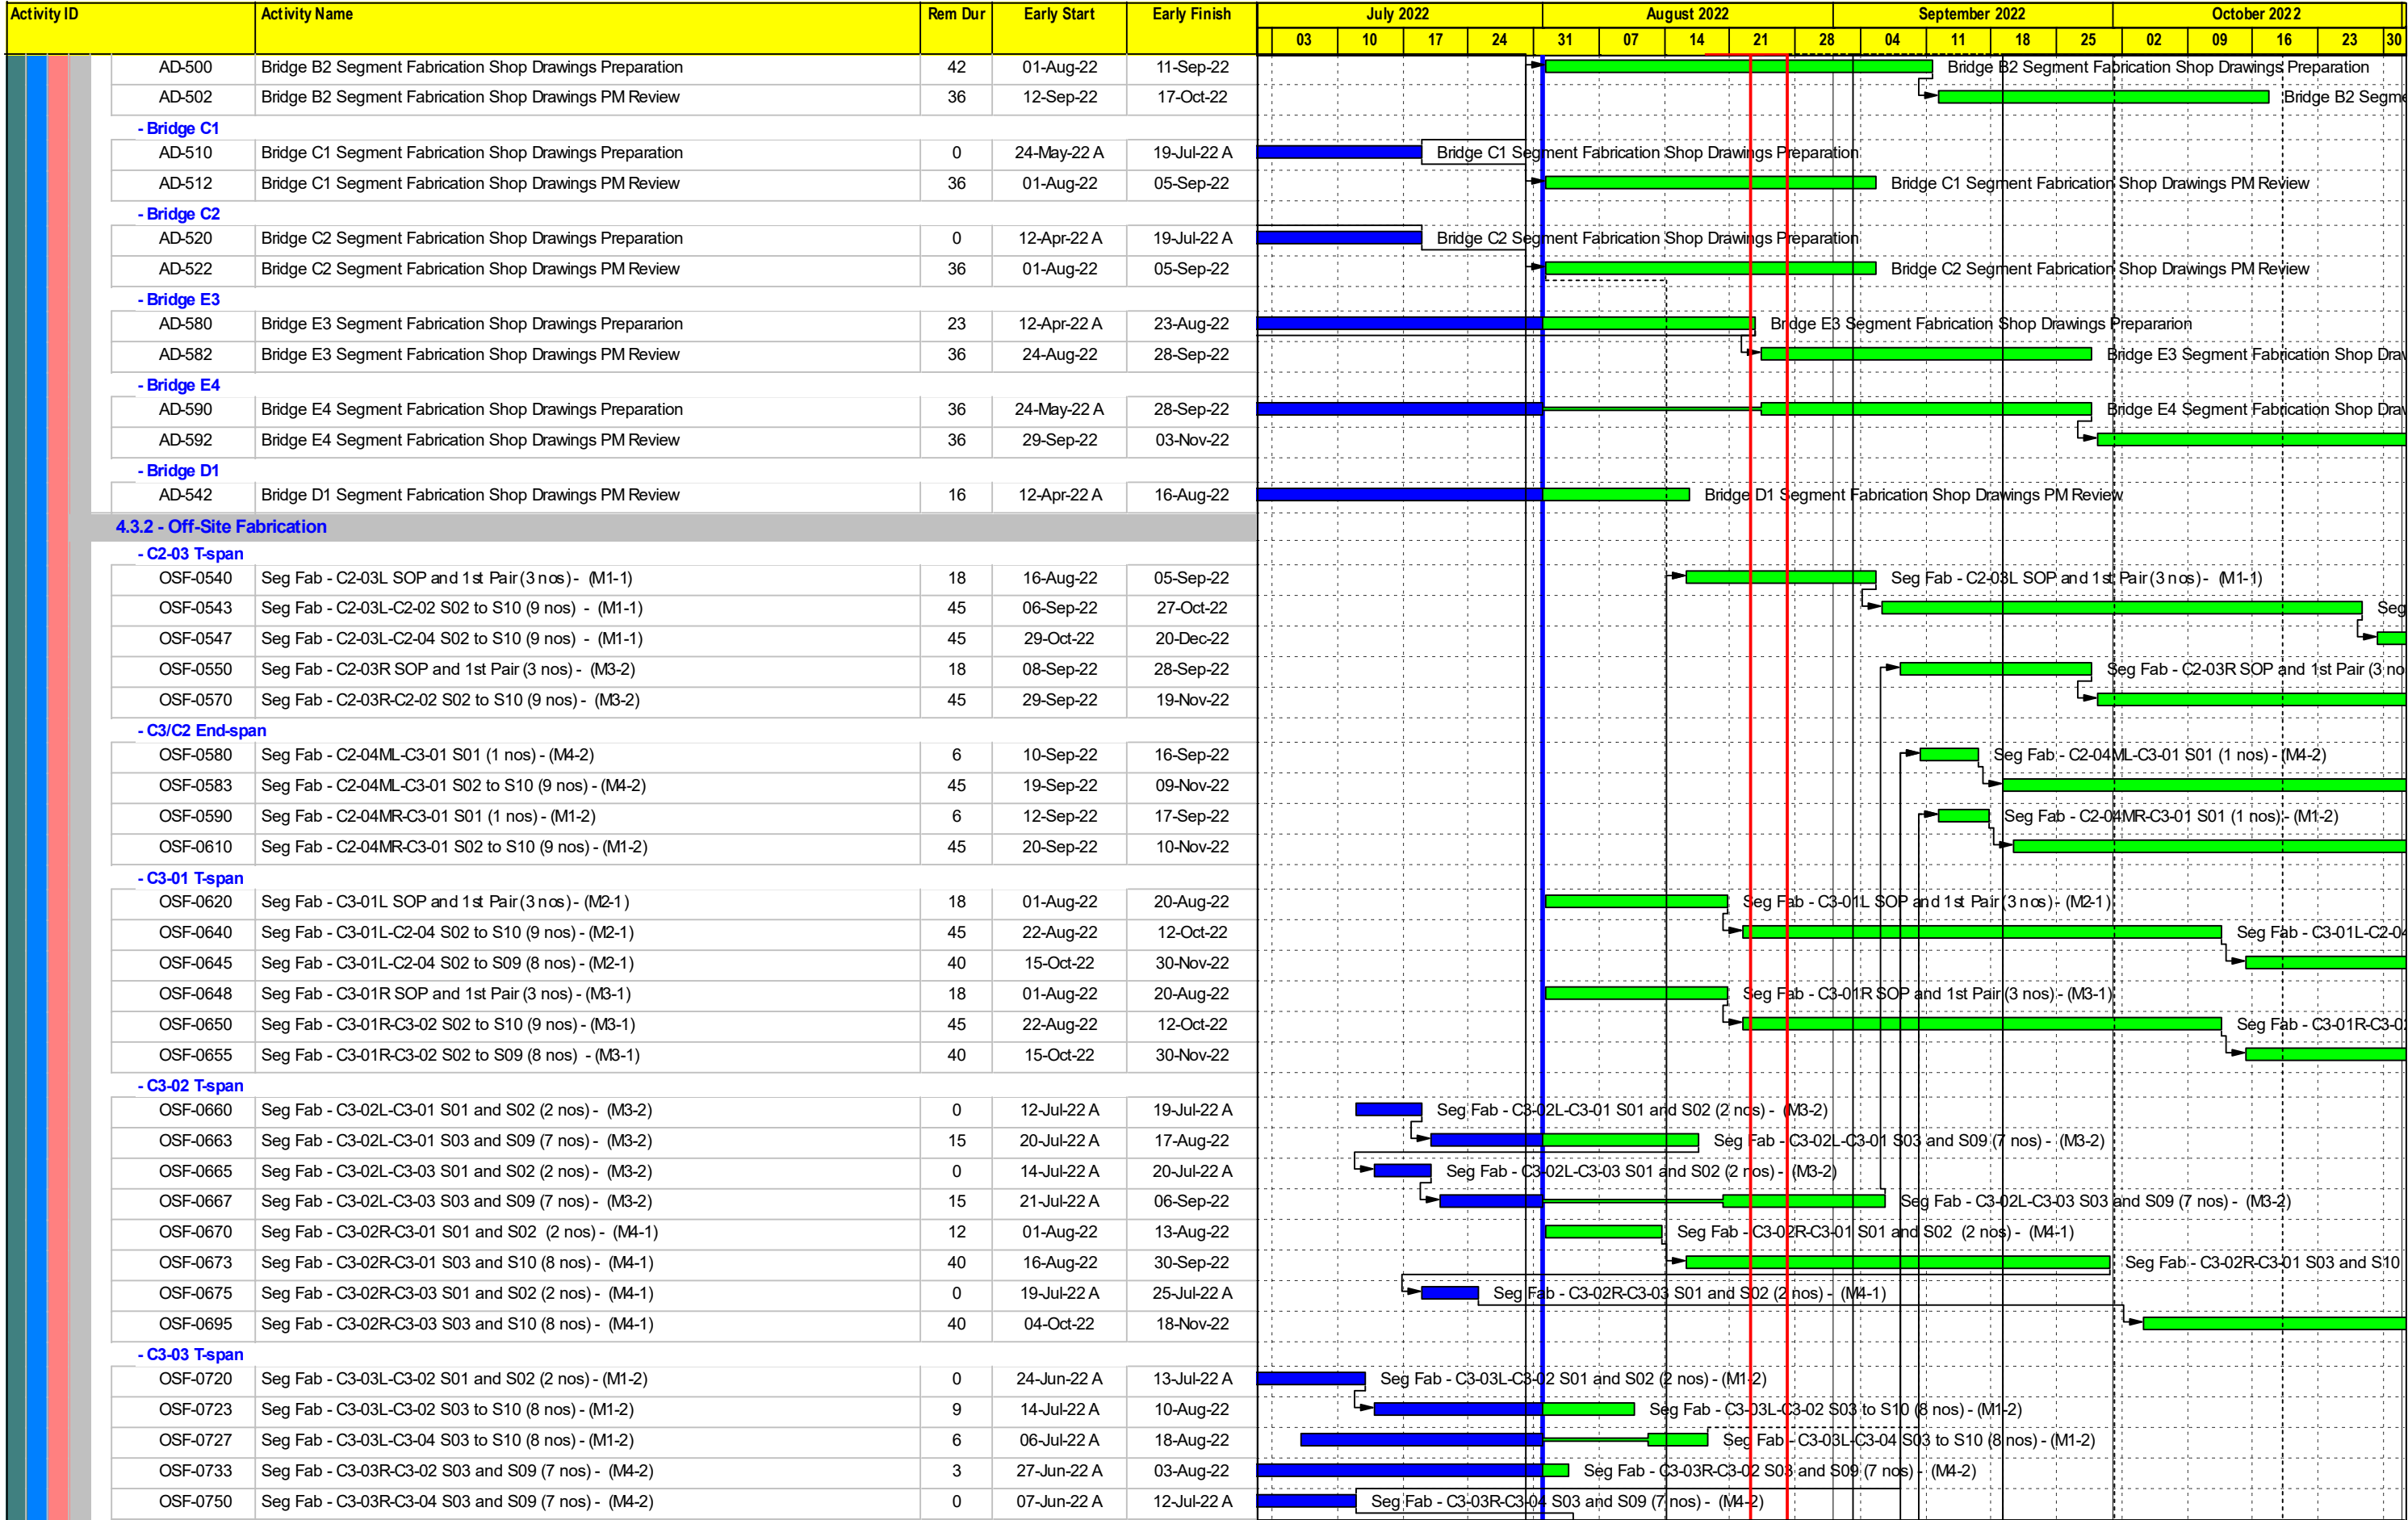 Activity ID Activity Name Rem Dur Early Start Early Finish July 2022 August 2022 September 2022 October 2022
03 10 17 24 31 07 14 21 28 04 11 18 25 02 09 16 23 30
AD-500 Bridge B2 Segment Fabrication Shop Drawings Preparation 42 01-Aug-22 11-Sep-22 Bridge B2 Segment Fabrication Shop Drawings Preparation
AD-502 Bridge B2 Segment Fabrication Shop Drawings PM Review 36 12-Sep-22 17-Oct-22 Bridge B2 Segme
- Bridge C1
AD-510 Bridge C1 Segment Fabrication Shop Drawings Preparation 0 24-May-22 A 19-Jul-22 A Bridge C1 Segment Fabrication Shop Drawings Preparation
AD-512 Bridge C1 Segment Fabrication Shop Drawings PM Review 36 01-Aug-22 05-Sep-22 Bridge C1 Segment Fabrication Shop Drawings PM Review
- Bridge C2
AD-520 Bridge C2 Segment Fabrication Shop Drawings Preparation 0 12-Apr-22 A 19-Jul-22 A Bridge C2 Segment Fabrication Shop Drawings Preparation
AD-522 Bridge C2 Segment Fabrication Shop Drawings PM Review 36 01-Aug-22 05-Sep-22 Bridge C2 Segment Fabrication Shop Drawings PM Review
- Bridge E3
AD-580 Bridge E3 Segment Fabrication Shop Drawings Prepararion 23 12-Apr-22 A 23-Aug-22 Bridge E3 Segment Fabrication Shop Drawings Prepararion
AD-582 Bridge E3 Segment Fabrication Shop Drawings PM Review 36 24-Aug-22 28-Sep-22 Bridge E3 Segment Fabrication Shop Draw
- Bridge E4
AD-590 Bridge E4 Segment Fabrication Shop Drawings Preparation 36 24-May-22 A 28-Sep-22 Bridge E4 Segment Fabrication Shop Draw
AD-592 Bridge E4 Segment Fabrication Shop Drawings PM Review 36 29-Sep-22 03-Nov-22
- Bridge D1
AD-542 Bridge D1 Segment Fabrication Shop Drawings PM Review 16 12-Apr-22 A 16-Aug-22 Bridge D1 Segment Fabrication Shop Drawings PM Review
4.3.2 - Off-Site Fabrication
- C2-03 T-span
OSF-0540 Seg Fab - C2-03L SOP and 1st Pair (3 nos) - (M1-1) 18 16-Aug-22 05-Sep-22 Seg Fab - C2-03L SOP and 1st Pair (3 nos) - (M1-1)
OSF-0543 Seg Fab - C2-03L-C2-02 S02 to S10 (9 nos) - (M1-1) 45 06-Sep-22 27-Oct-22 Seg
OSF-0547 Seg Fab - C2-03L-C2-04 S02 to S10 (9 nos) - (M1-1) 45 29-Oct-22 20-Dec-22
OSF-0550 Seg Fab - C2-03R SOP and 1st Pair (3 nos) - (M3-2) 18 08-Sep-22 28-Sep-22 Seg Fab - C2-03R SOP and 1st Pair (3 no
OSF-0570 Seg Fab - C2-03R-C2-02 S02 to S10 (9 nos) - (M3-2) 45 29-Sep-22 19-Nov-22
- C3/C2 End-span
OSF-0580 Seg Fab - C2-04ML-C3-01 S01 (1 nos) - (M4-2) 6 10-Sep-22 16-Sep-22 Seg Fab - C2-04ML-C3-01 S01 (1 nos) - (M4-2)
OSF-0583 Seg Fab - C2-04ML-C3-01 S02 to S10 (9 nos) - (M4-2) 45 19-Sep-22 09-Nov-22
OSF-0590 Seg Fab - C2-04MR-C3-01 S01 (1 nos) - (M1-2) 6 12-Sep-22 17-Sep-22 Seg Fab - C2-04MR-C3-01 S01 (1 nos) - (M1-2)
OSF-0610 Seg Fab - C2-04MR-C3-01 S02 to S10 (9 nos) - (M1-2) 45 20-Sep-22 10-Nov-22
- C3-01 T-span
OSF-0620 Seg Fab - C3-01L SOP and 1st Pair (3 nos) - (M2-1) 18 01-Aug-22 20-Aug-22 Seg Fab - C3-01L SOP and 1st Pair (3 nos) - (M2-1)
OSF-0640 Seg Fab - C3-01L-C2-04 S02 to S10 (9 nos) - (M2-1) 45 22-Aug-22 12-Oct-22 Seg Fab - C3-01L-C2-04
OSF-0645 Seg Fab - C3-01L-C2-04 S02 to S09 (8 nos) - (M2-1) 40 15-Oct-22 30-Nov-22
OSF-0648 Seg Fab - C3-01R SOP and 1st Pair (3 nos) - (M3-1) 18 01-Aug-22 20-Aug-22 Seg Fab - C3-01R SOP and 1st Pair (3 nos) - (M3-1)
OSF-0650 Seg Fab - C3-01R-C3-02 S02 to S10 (9 nos) - (M3-1) 45 22-Aug-22 12-Oct-22 Seg Fab - C3-01R-C3-02
OSF-0655 Seg Fab - C3-01R-C3-02 S02 to S09 (8 nos) - (M3-1) 40 15-Oct-22 30-Nov-22
- C3-02 T-span
OSF-0660 Seg Fab - C3-02L-C3-01 S01 and S02 (2 nos) - (M3-2) 0 12-Jul-22 A 19-Jul-22 A Seg Fab - C3-02L-C3-01 S01 and S02 (2 nos) - (M3-2)
OSF-0663 Seg Fab - C3-02L-C3-01 S03 and S09 (7 nos) - (M3-2) 15 20-Jul-22 A 17-Aug-22 Seg Fab - C3-02L-C3-01 S03 and S09 (7 nos) - (M3-2)
OSF-0665 Seg Fab - C3-02L-C3-03 S01 and S02 (2 nos) - (M3-2) 0 14-Jul-22 A 20-Jul-22 A Seg Fab - C3-02L-C3-03 S01 and S02 (2 nos) - (M3-2)
OSF-0667 Seg Fab - C3-02L-C3-03 S03 and S09 (7 nos) - (M3-2) 15 21-Jul-22 A 06-Sep-22 Seg Fab - C3-02L-C3-03 S03 and S09 (7 nos) - (M3-2)
OSF-0670 Seg Fab - C3-02R-C3-01 S01 and S02 (2 nos) - (M4-1) 12 01-Aug-22 13-Aug-22 Seg Fab - C3-02R-C3-01 S01 and S02 (2 nos) - (M4-1)
OSF-0673 Seg Fab - C3-02R-C3-01 S03 and S10 (8 nos) - (M4-1) 40 16-Aug-22 30-Sep-22 Seg Fab - C3-02R-C3-01 S03 and S10
OSF-0675 Seg Fab - C3-02R-C3-03 S01 and S02 (2 nos) - (M4-1) 0 19-Jul-22 A 25-Jul-22 A Seg Fab - C3-02R-C3-03 S01 and S02 (2 nos) - (M4-1)
OSF-0695 Seg Fab - C3-02R-C3-03 S03 and S10 (8 nos) - (M4-1) 40 04-Oct-22 18-Nov-22
- C3-03 T-span
OSF-0720 Seg Fab - C3-03L-C3-02 S01 and S02 (2 nos) - (M1-2) 0 24-Jun-22 A 13-Jul-22 A Seg Fab - C3-03L-C3-02 S01 and S02 (2 nos) - (M1-2)
OSF-0723 Seg Fab - C3-03L-C3-02 S03 to S10 (8 nos) - (M1-2) 9 14-Jul-22 A 10-Aug-22 Seg Fab - C3-03L-C3-02 S03 to S10 (8 nos) - (M1-2)
OSF-0727 Seg Fab - C3-03L-C3-04 S03 to S10 (8 nos) - (M1-2) 6 06-Jul-22 A 18-Aug-22 Seg Fab - C3-03L-C3-04 S03 to S10 (8 nos) - (M1-2)
OSF-0733 Seg Fab - C3-03R-C3-02 S03 and S09 (7 nos) - (M4-2) 3 27-Jun-22 A 03-Aug-22 Seg Fab - C3-03R-C3-02 S03 and S09 (7 nos) - (M4-2)
OSF-0750 Seg Fab - C3-03R-C3-04 S03 and S09 (7 nos) - (M4-2) 0 07-Jun-22 A 12-Jul-22 A Seg Fab - C3-03R-C3-04 S03 and S09 (7 nos) - (M4-2)